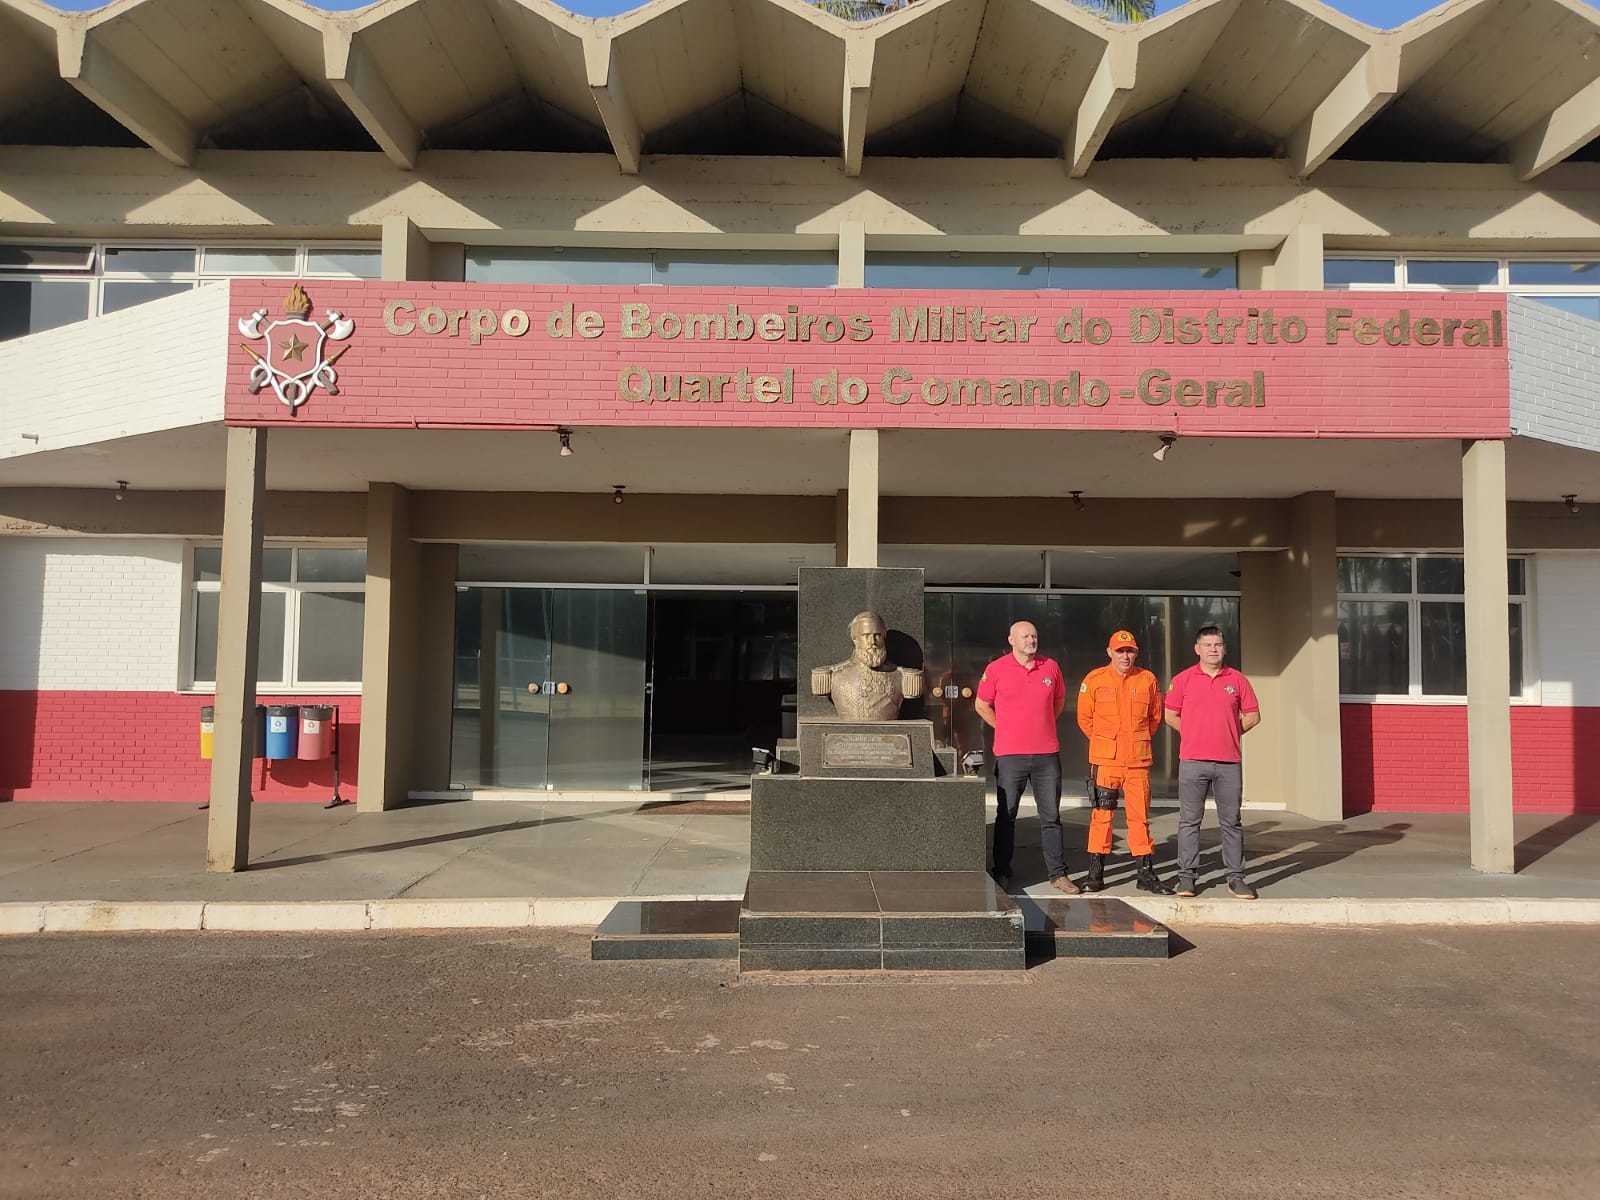 Corpo de Bombeiros Militar do Distrito Federal
Quartel do Comando-Geral